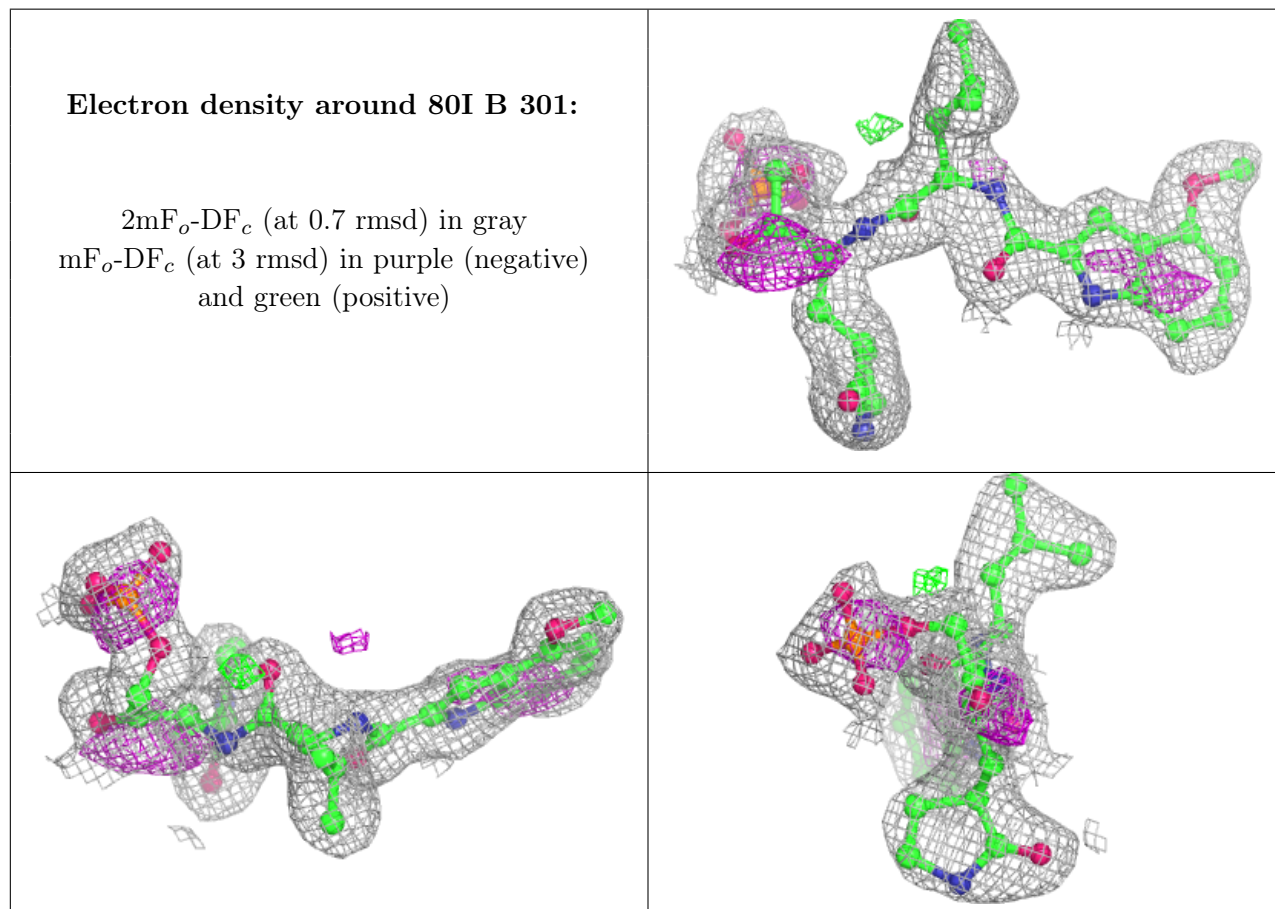 Electron density around 80I B 301:
2mFo-DFc (at 0.7 rmsd) in gray
mFo-DFc (at 3 rmsd) in purple (negative)
and green (positive)